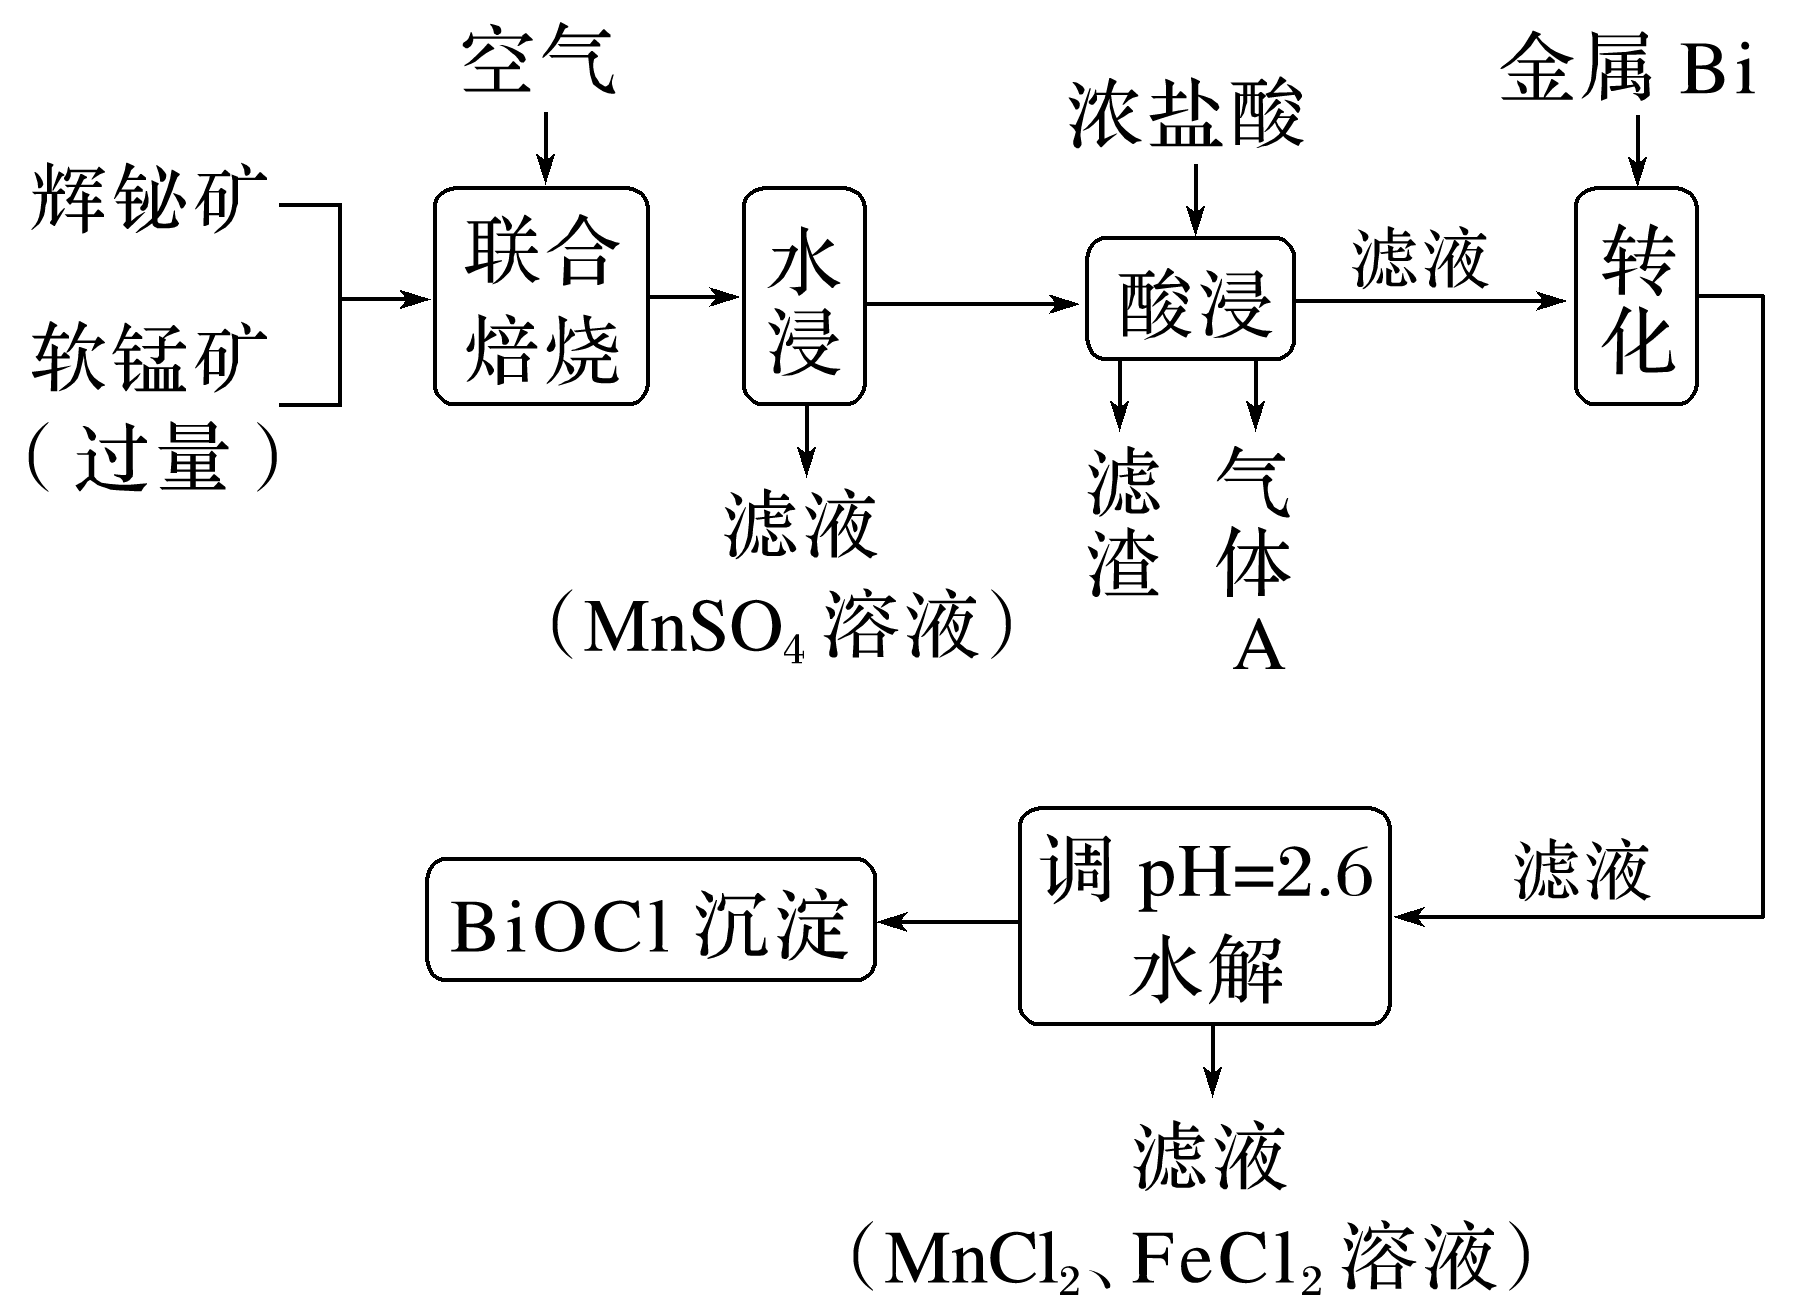 空气
金属 Bi
浓盐酸
辉铋矿
软锰矿
（过量）
联合
焙烧
水
浸
酸浸
滤液
转
化
滤液
（MnSO₄ 溶液）
滤
渣
气
体
A
滤液
调 pH=2.6
水解
BiOCl 沉淀
滤液
（MnCl₂、FeCl₂ 溶液）